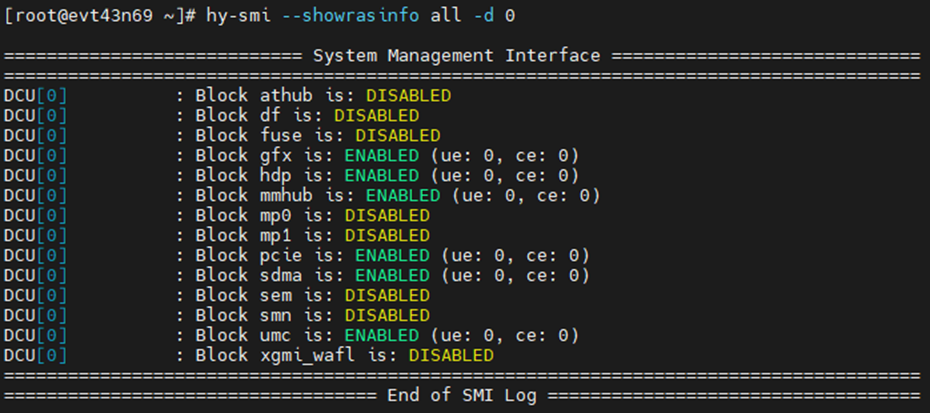 [root@evt43n69 ~]# hy-smi --showrasinfo all -d 0
============================ System Management Interface =============================
======================================================================================
DCU[0]          : Block athub is: DISABLED
DCU[0]          : Block df is: DISABLED
DCU[0]          : Block fuse is: DISABLED
DCU[0]          : Block gfx is: ENABLED (ue: 0, ce: 0)
DCU[0]          : Block hdp is: ENABLED (ue: 0, ce: 0)
DCU[0]          : Block mmhub is: ENABLED (ue: 0, ce: 0)
DCU[0]          : Block mp0 is: DISABLED
DCU[0]          : Block mp1 is: DISABLED
DCU[0]          : Block pcie is: ENABLED (ue: 0, ce: 0)
DCU[0]          : Block sdma is: ENABLED (ue: 0, ce: 0)
DCU[0]          : Block sem is: DISABLED
DCU[0]          : Block smn is: DISABLED
DCU[0]          : Block umc is: ENABLED (ue: 0, ce: 0)
DCU[0]          : Block xgmi_wafl is: DISABLED
======================================================================================
=================================== End of SMI Log ===================================